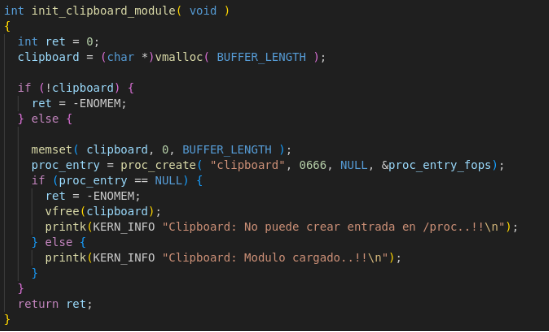 int init_clipboard_module( void )
{
  int ret = 0;
  clipboard = (char *)vmalloc( BUFFER_LENGTH );

  if (!clipboard) {
    ret = -ENOMEM;
  } else {

    memset( clipboard, 0, BUFFER_LENGTH );
    proc_entry = proc_create( "clipboard", 0666, NULL, &proc_entry_fops);
    if (proc_entry == NULL) {
      ret = -ENOMEM;
      vfree(clipboard);
      printk(KERN_INFO "Clipboard: No puede crear entrada en /proc..!!\n");
    } else {
      printk(KERN_INFO "Clipboard: Modulo cargado..!!\n");
    }
  }
  return ret;
}